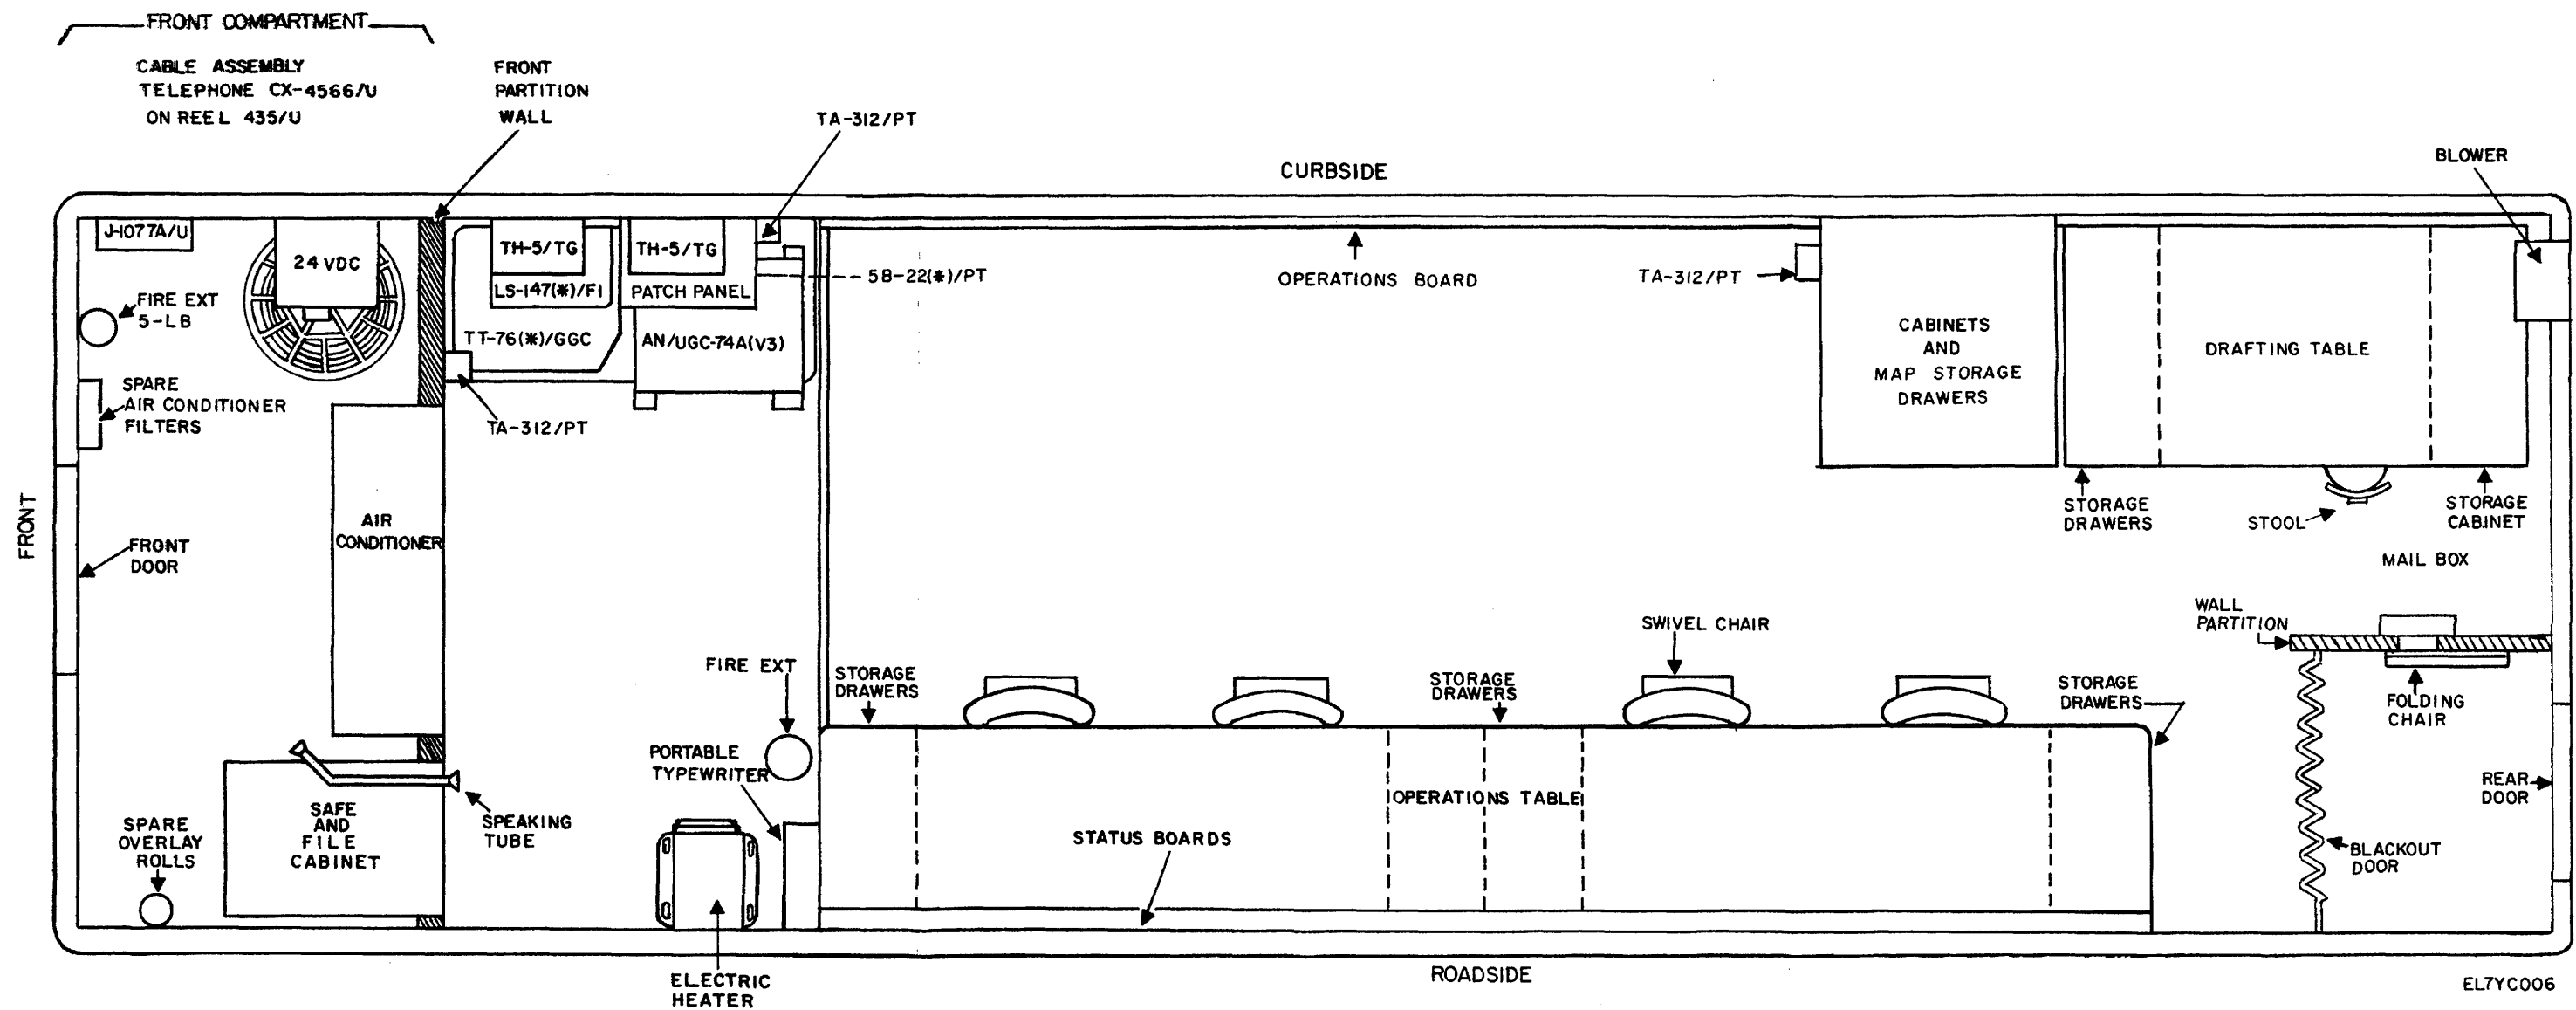 FRONT COMPARTMENT
CABLE ASSEMBLY
TELEPHONE CX-4566/U
ON REEL 435/U
FRONT
PARTITION
WALL
TA-312/PT
CURBSIDE
BLOWER
J-1077A/U
24 VDC
TH-5/TG
TH-5/TG
LS-147(*)/FI
PATCH PANEL
5B-22(*)/PT
OPERATIONS BOARD
TA-312/PT
FIRE EXT
5-LB
TT-76(*)/GGC
AN/UGC-74A(V3)
CABINETS
AND
MAP STORAGE
DRAWERS
DRAFTING TABLE
SPARE
AIR CONDITIONER
FILTERS
TA-312/PT
FRONT
AIR
CONDITIONER
FRONT
DOOR
STORAGE
DRAWERS
STOOL
STORAGE
CABINET
MAIL BOX
WALL
PARTITION
SWIVEL CHAIR
FIRE EXT
STORAGE
DRAWERS
STORAGE
DRAWERS
STORAGE
DRAWERS
FOLDING
CHAIR
PORTABLE
TYPEWRITER
OPERATIONS TABLE
REAR
DOOR
SAFE
AND
FILE
CABINET
SPEAKING
TUBE
SPARE
OVERLAY
ROLLS
STATUS BOARDS
BLACKOUT
DOOR
ELECTRIC
HEATER
ROADSIDE
EL7YC006